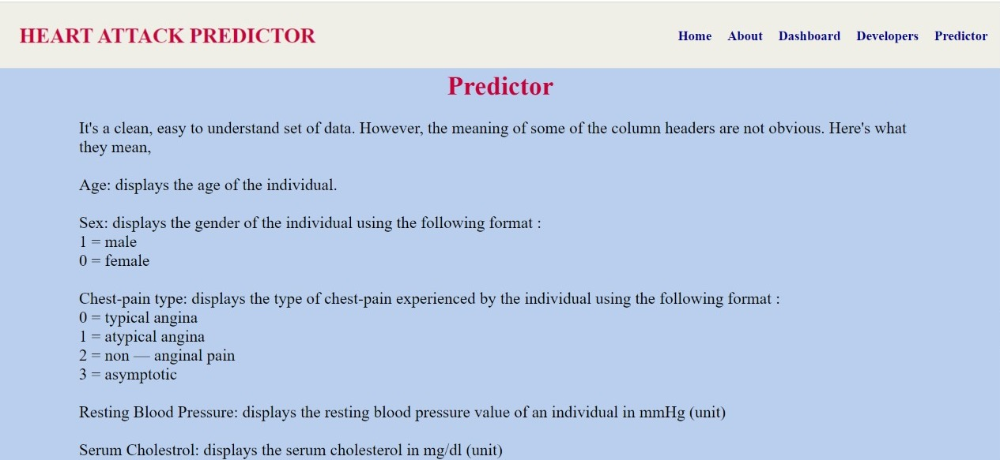 HEART ATTACK PREDICTOR
Home About Dashboard Developers Predictor
Predictor
It's a clean, easy to understand set of data. However, the meaning of some of the column headers are not obvious. Here's what
they mean,
Age: displays the age of the individual.
Sex: displays the gender of the individual using the following format :
1 = male
0 = female
Chest-pain type: displays the type of chest-pain experienced by the individual using the following format :
0 = typical angina
1 = atypical angina
2 = non — anginal pain
3 = asymptotic
Resting Blood Pressure: displays the resting blood pressure value of an individual in mmHg (unit)
Serum Cholestrol: displays the serum cholesterol in mg/dl (unit)